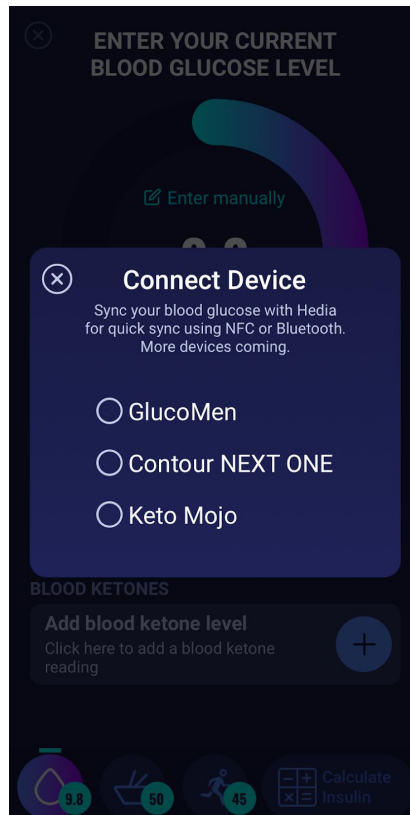 ENTER YOUR CURRENT
BLOOD GLUCOSE LEVEL
Enter manually
Connect Device
Sync your blood glucose with Hedia
for quick sync using NFC or Bluetooth.
More devices coming.
GlucoMen
Contour NEXT ONE
Keto Mojo
BLOOD KETONES
Add blood ketone level
Click here to add a blood ketone
reading
9.8
50
45
Calculate
Insulin